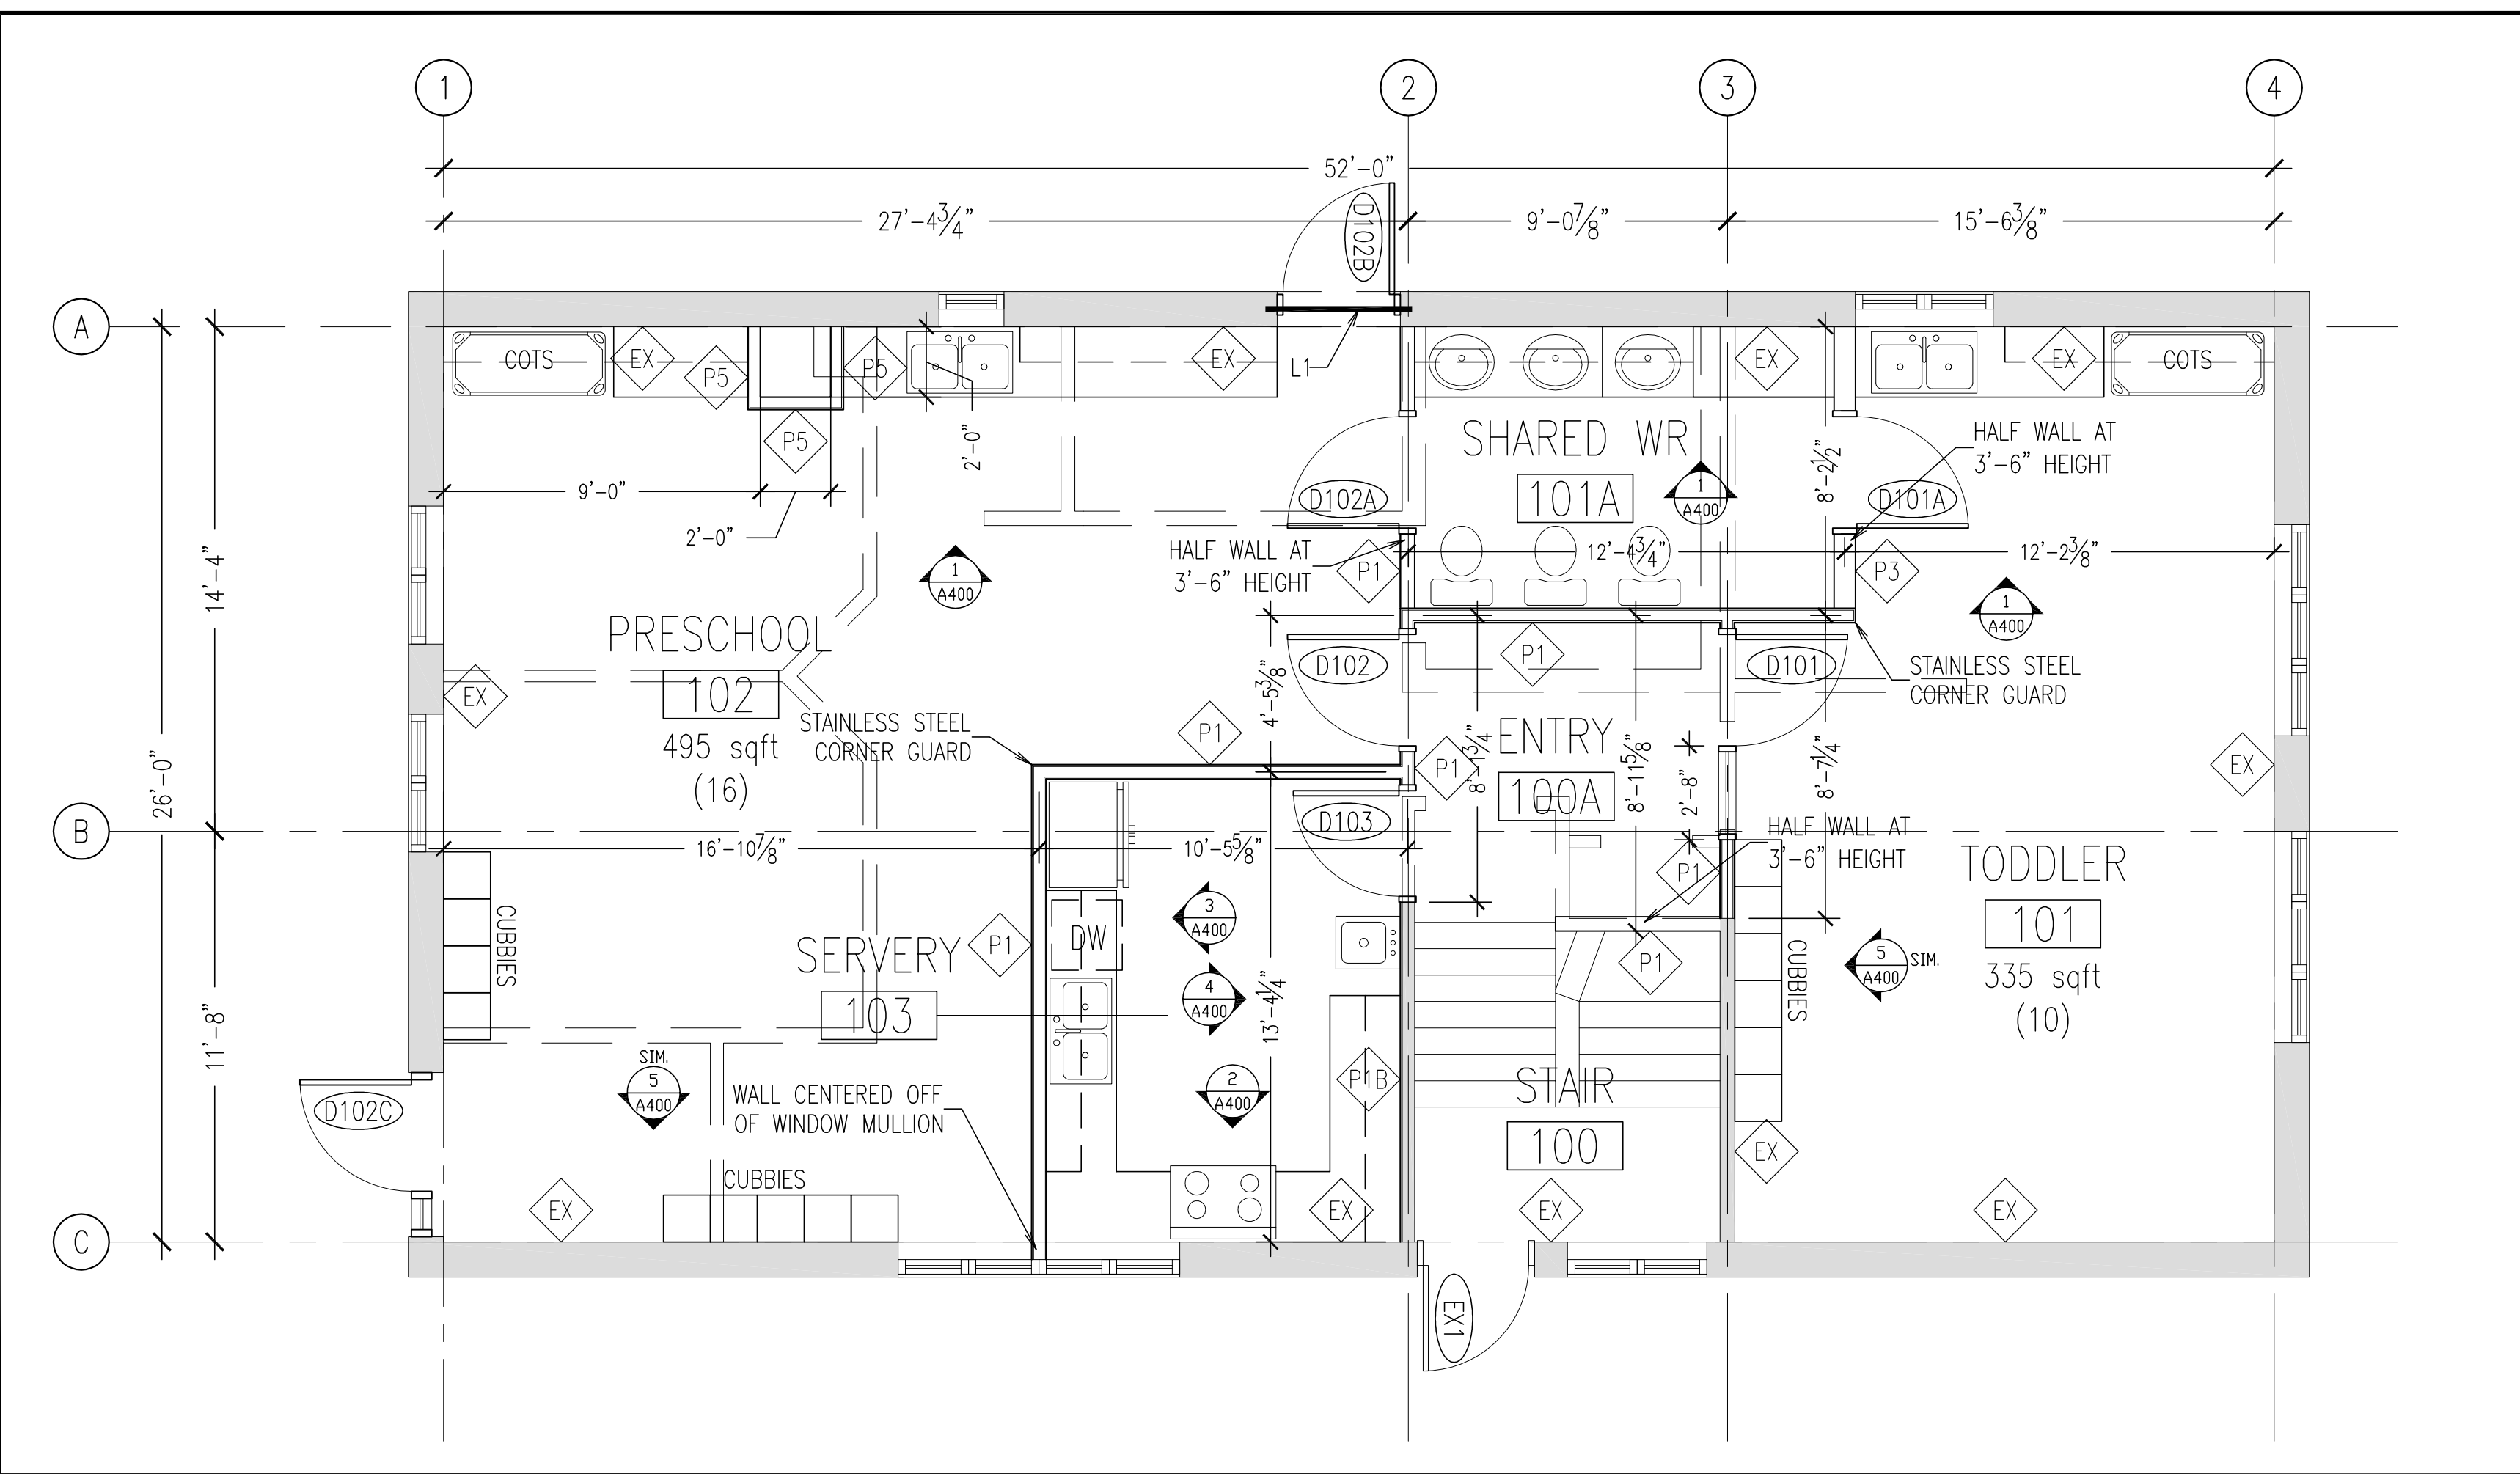 1
2
3
4
52'-0"
27'-4¾"
9'-0⅞"
15'-6⅜"
D102B
A
COTS
EX
P5
P5
EX
L1
EX
EX
COTS
P5
2'-0"
SHARED WR
8'-2½"
HALF WALL AT
3'-6" HEIGHT
9'-0"
2'-0"
D102A
101A
1
A400
D101A
14'-4"
HALF WALL AT
3'-6" HEIGHT
1
A400
P1
12'-4¾"
P3
12'-2⅜"
1
A400
PRESCHOOL
102
495 sqft
(16)
EX
4'-5⅜"
D102
P1
D101
STAINLESS STEEL
CORNER GUARD
STAINLESS STEEL
CORNER GUARD
P1
P1
8'-1¾"
ENTRY
100A
8'-11⅝"
2'-8"
8'-7¼"
EX
26'-0"
B
16'-10⅞"
10'-5⅝"
D103
P1
HALF WALL AT
3'-6" HEIGHT
TODDLER
101
335 sqft
(10)
CUBBIES
SERVERY
103
P1
DW
3
A400
4
A400
13'-4¼"
P1
CUBBIES
5
A400
SIM.
11'-8"
SIM.
5
A400
WALL CENTERED OFF
OF WINDOW MULLION
2
A400
P1B
STAIR
100
D102C
CUBBIES
EX
EX
EX
EX
EX
C
EX1